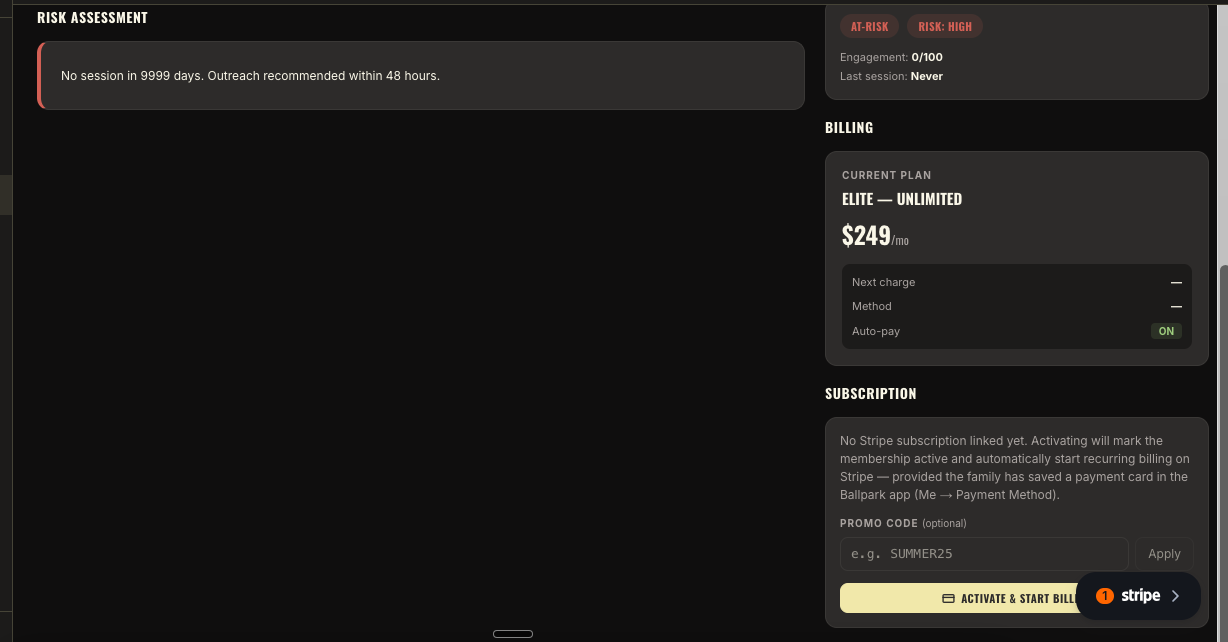 RISK ASSESSMENT
No session in 9999 days. Outreach recommended within 48 hours.
AT-RISK
RISK: HIGH
Engagement: 0/100
Last session: Never
BILLING
CURRENT PLAN
ELITE — UNLIMITED
$249/mo
Next charge —
Method —
Auto-pay ON
SUBSCRIPTION
No Stripe subscription linked yet. Activating will mark the
membership active and automatically start recurring billing on
Stripe — provided the family has saved a payment card in the
Ballpark app (Me → Payment Method).
PROMO CODE (optional)
e.g. SUMMER25
Apply
ACTIVATE & START
1 stripe